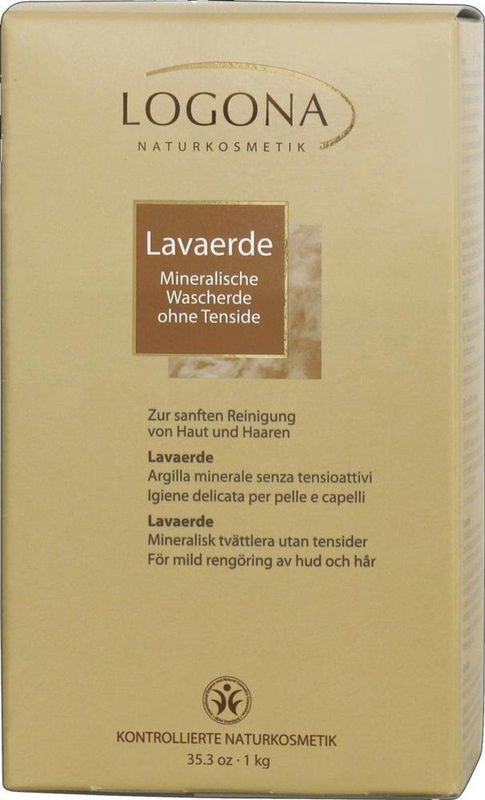 LOGONA
NATURKOSMETIK
Lavaerde
Mineralische
Wascherde
ohne Tenside
Zur sanften Reinigung
von Haut und Haaren
Lavaerde
Argilla minerale senza tensioattivi
Igiene delicata per pelle e capelli
Lavaerde
Mineralisk tvättlera utan tensider
För mild rengöring av hud och hår
KONTROLLIERTE NATURKOSMETIK
35.3 oz · 1 kg